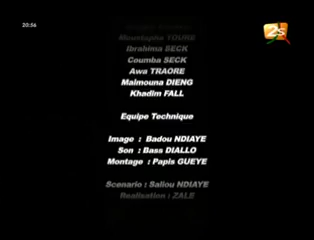 20:56
Moustapha YOUKE
Ibrahima SECK
Coumba SECK
Awa TRAORE
Maimouna DIENG
Khadim FALL
Equipe Technique
Image : Badou NDIAYE
Son : Bass DIALLO
Montage : Papis GUEYE
Scenario : Saliou NDIAYE
Realisation : ZALE